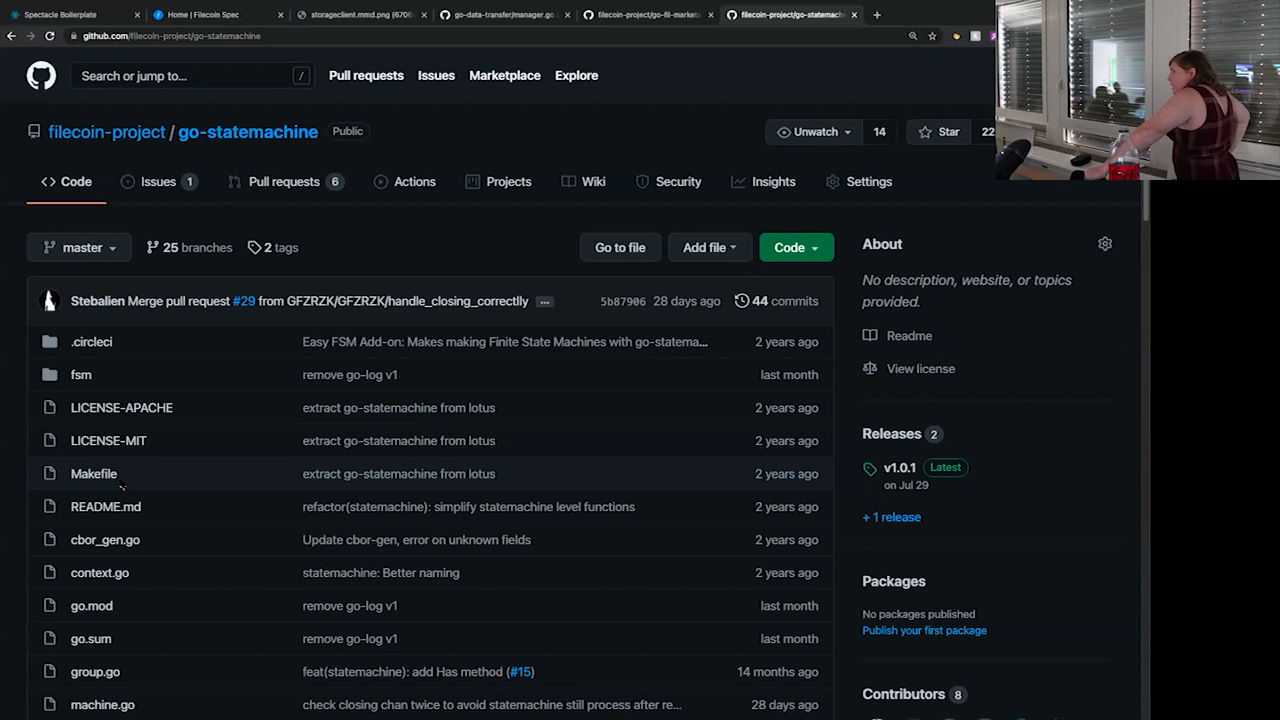 Spectacle Boilerplate
Home | Filecoin Spec
storageclient.mmd.png (6706
go-data-transfer/manager.go
filecoin-project/go-fil-market
filecoin-project/go-statemach
github.com/filecoin-project/go-statemachine
Search or jump to...
/
Pull requests
Issues
Marketplace
Explore
filecoin-project / go-statemachine
Public
Unwatch
14
Star
22
Code
Issues 1
Pull requests 6
Actions
Projects
Wiki
Security
Insights
Settings
master
25 branches
2 tags
Go to file
Add file
Code
Stebalien Merge pull request #29 from GFZRZK/GFZRZK/handle_closing_correctlly ...
5b87906 28 days ago
44 commits
.circleci Easy FSM Add-on: Makes making Finite State Machines with go-statema... 2 years ago
fsm remove go-log v1 last month
LICENSE-APACHE extract go-statemachine from lotus 2 years ago
LICENSE-MIT extract go-statemachine from lotus 2 years ago
Makefile extract go-statemachine from lotus 2 years ago
README.md refactor(statemachine): simplify statemachine level functions 2 years ago
cbor_gen.go Update cbor-gen, error on unknown fields 2 years ago
context.go statemachine: Better naming 2 years ago
go.mod remove go-log v1 last month
go.sum remove go-log v1 last month
group.go feat(statemachine): add Has method (#15) 14 months ago
machine.go check closing chan twice to avoid statemachine still process after re... 28 days ago
About
No description, website, or topics
provided.
Readme
View license
Releases 2
v1.0.1 Latest
on Jul 29
+ 1 release
Packages
No packages published
Publish your first package
Contributors 8